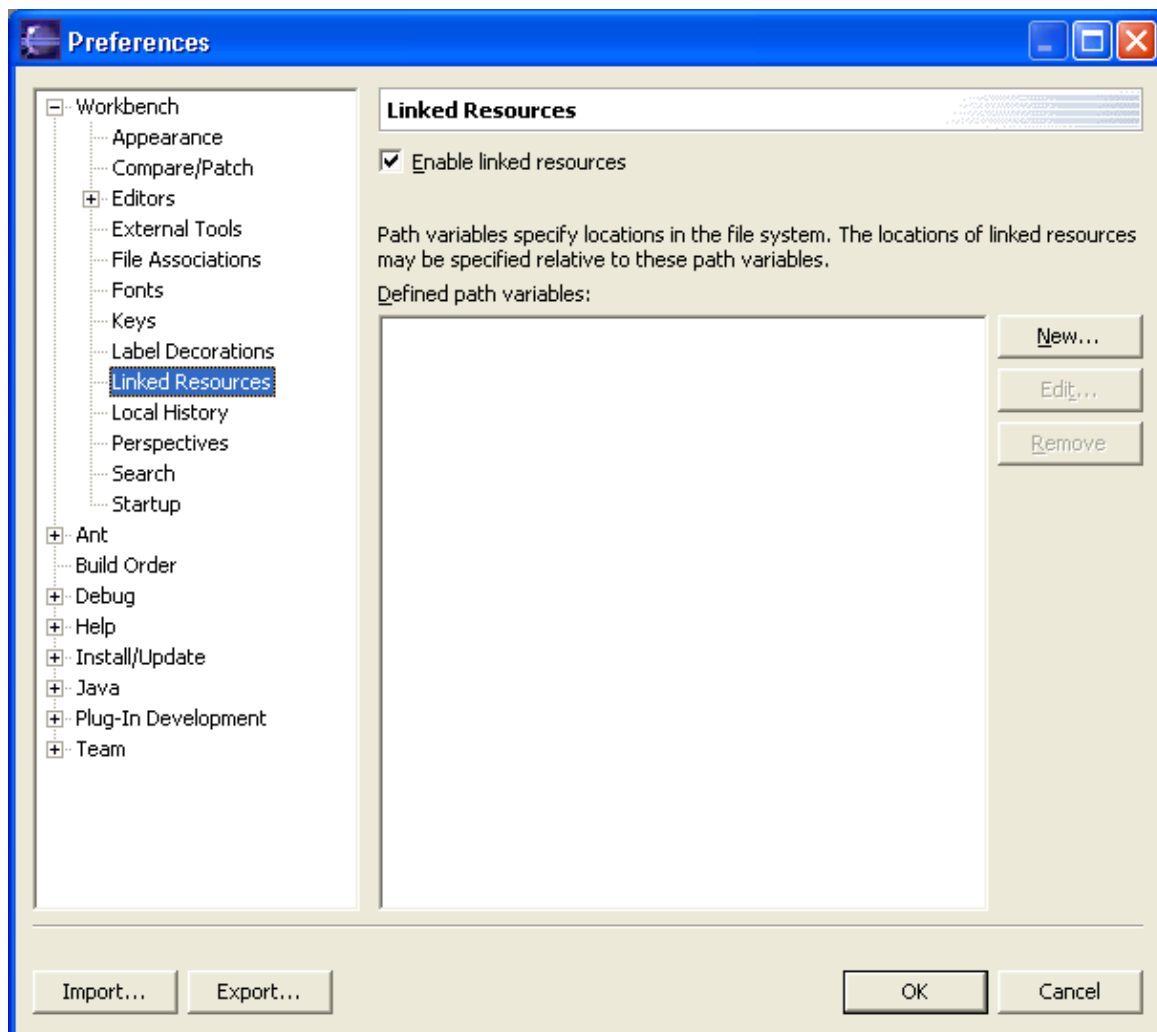 Preferences
Workbench
Appearance
Compare/Patch
Editors
External Tools
File Associations
Fonts
Keys
Label Decorations
Linked Resources
Local History
Perspectives
Search
Startup
Ant
Build Order
Debug
Help
Install/Update
Java
Plug-In Development
Team
Linked Resources
Enable linked resources
Path variables specify locations in the file system. The locations of linked resources
may be specified relative to these path variables.
Defined path variables:
New...
Edit...
Remove
Import...
Export...
OK
Cancel